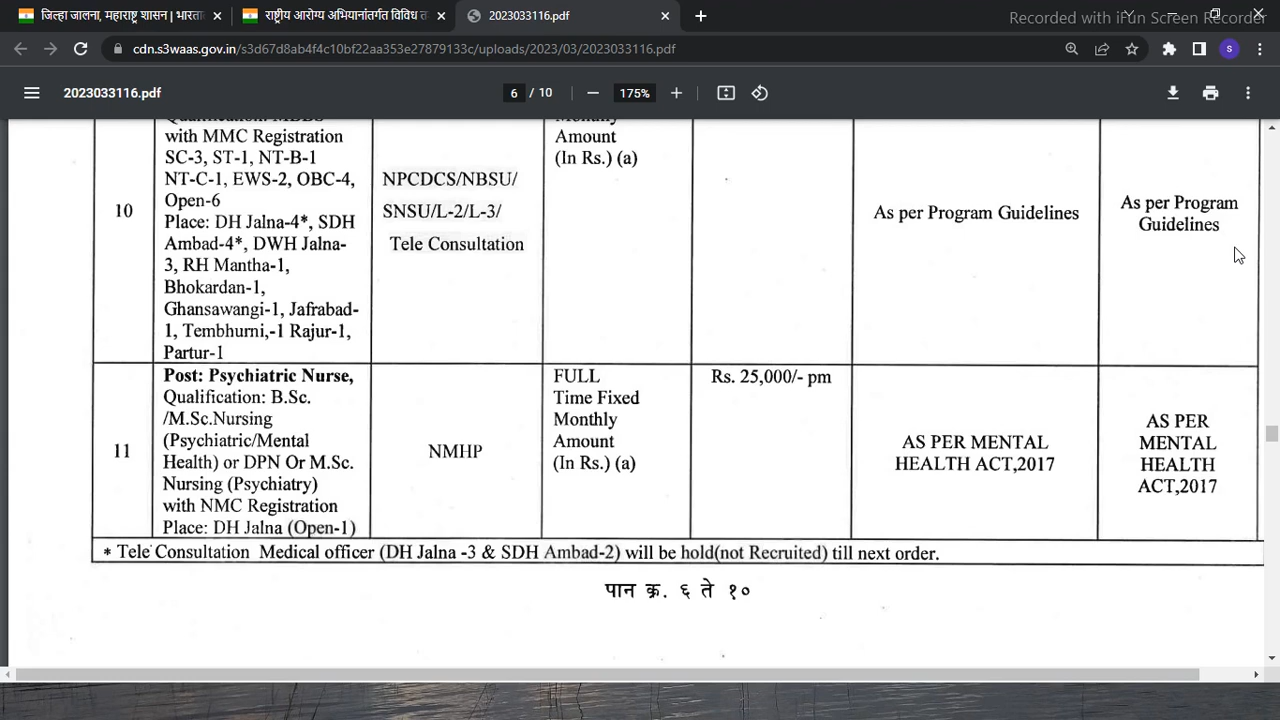 जिल्हा जालना, महाराष्ट्र शासन | भारता
राष्ट्रीय आरोग्य अभियानांतर्गत विविध त
2023033116.pdf
Recorded with iFun Screen Recorder
cdn.s3waas.gov.in/s3d67d8ab4f4c10bf22aa353e27879133c/uploads/2023/03/2023033116.pdf
S
2023033116.pdf
6 / 10
175%
10
Qualification: MBBS
with MMC Registration
SC-3, ST-1, NT-B-1
NT-C-1, EWS-2, OBC-4,
Open-6
Place: DH Jalna-4*, SDH
Ambad-4*, DWH Jalna-
3, RH Mantha-1,
Bhokardan-1,
Ghansawangi-1, Jafrabad-
1, Tembhurni,-1 Rajur-1,
Partur-1
NPCDCS/NBSU/
SNSU/L-2/L-3/
Tele Consultation
Monthly
Amount
(In Rs.) (a)
As per Program Guidelines
As per Program
Guidelines
11
Post: Psychiatric Nurse,
Qualification: B.Sc.
/M.Sc.Nursing
(Psychiatric/Mental
Health) or DPN Or M.Sc.
Nursing (Psychiatry)
with NMC Registration
Place: DH Jalna (Open-1)
NMHP
FULL
Time Fixed
Monthly
Amount
(In Rs.) (a)
Rs. 25,000/- pm
AS PER MENTAL
HEALTH ACT,2017
AS PER
MENTAL
HEALTH
ACT,2017
* Tele Consultation Medical officer (DH Jalna -3 & SDH Ambad-2) will be hold(not Recruited) till next order.
पान क्र. ६ ते १०